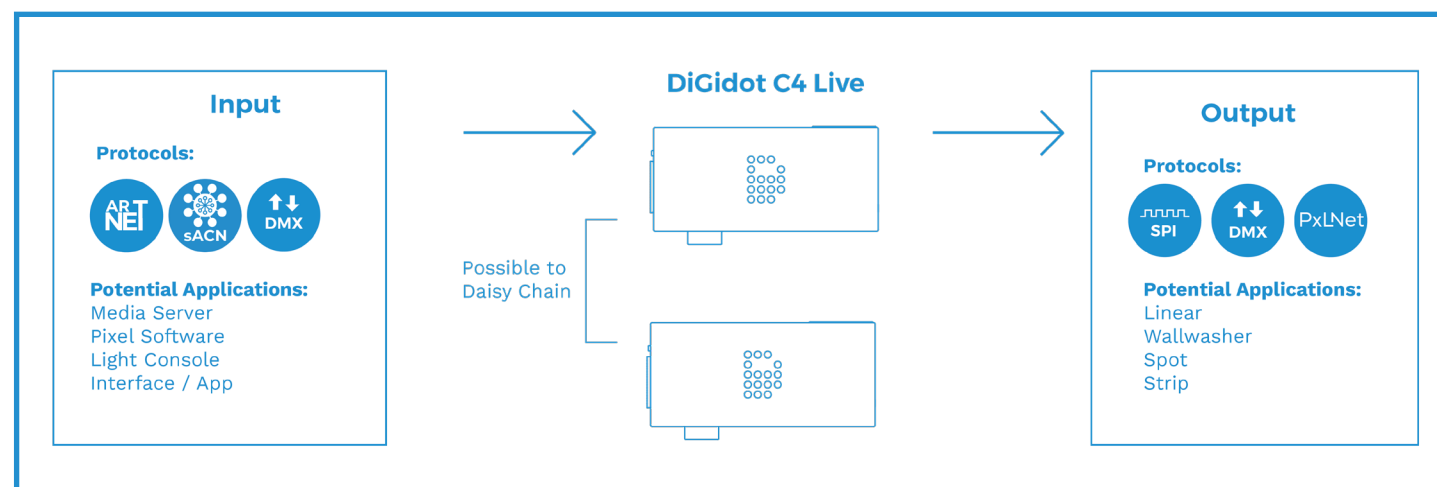 Input
Protocols:
ART NET
sACN
DMX
Potential Applications:
Media Server
Pixel Software
Light Console
Interface / App
DiGidot C4 Live
Possible to
Daisy Chain
Output
Protocols:
SPI
DMX
PxLNet
Potential Applications:
Linear
Wallwasher
Spot
Strip